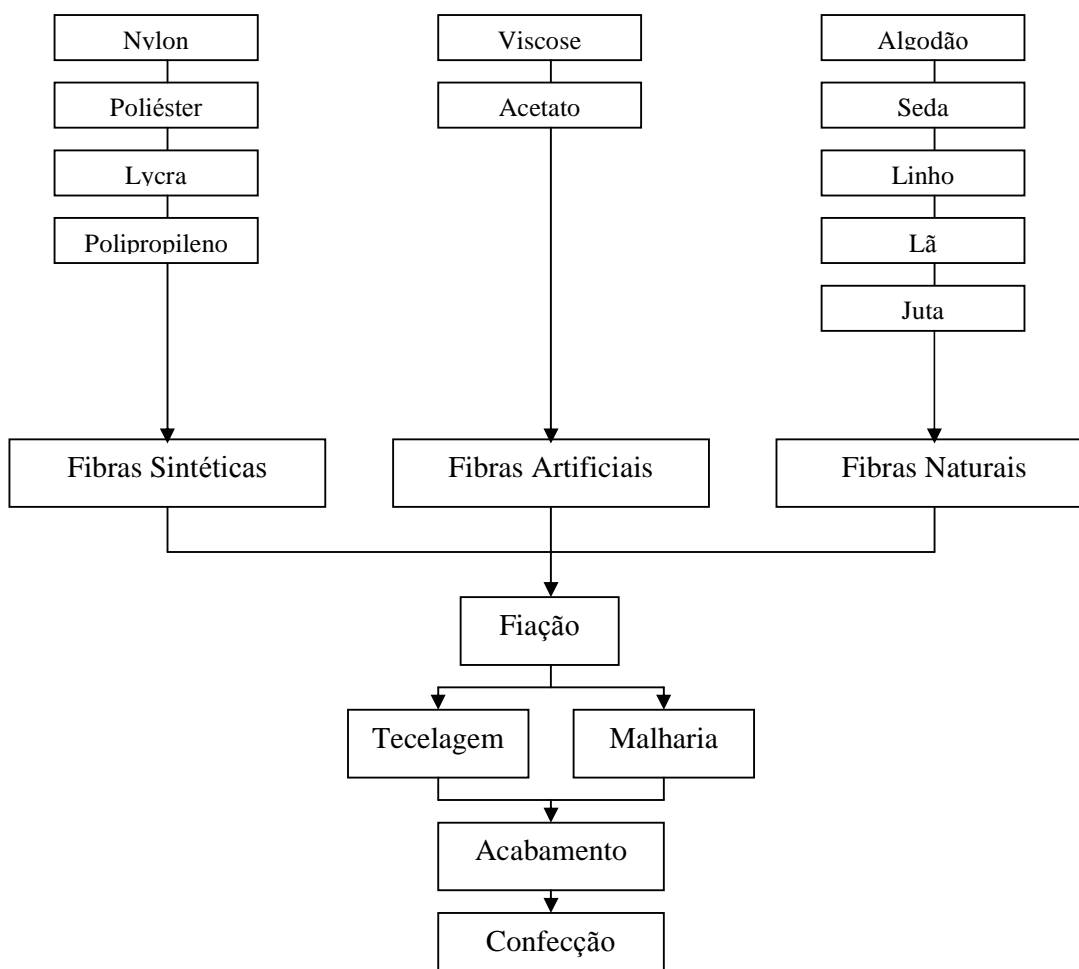 Nylon
Poliéster
Lycra
Polipropileno
Viscose
Acetato
Algodão
Seda
Linho
Lã
Juta
Fibras Sintéticas
Fibras Artificiais
Fibras Naturais
Fiação
Tecelagem
Malharia
Acabamento
Confecção